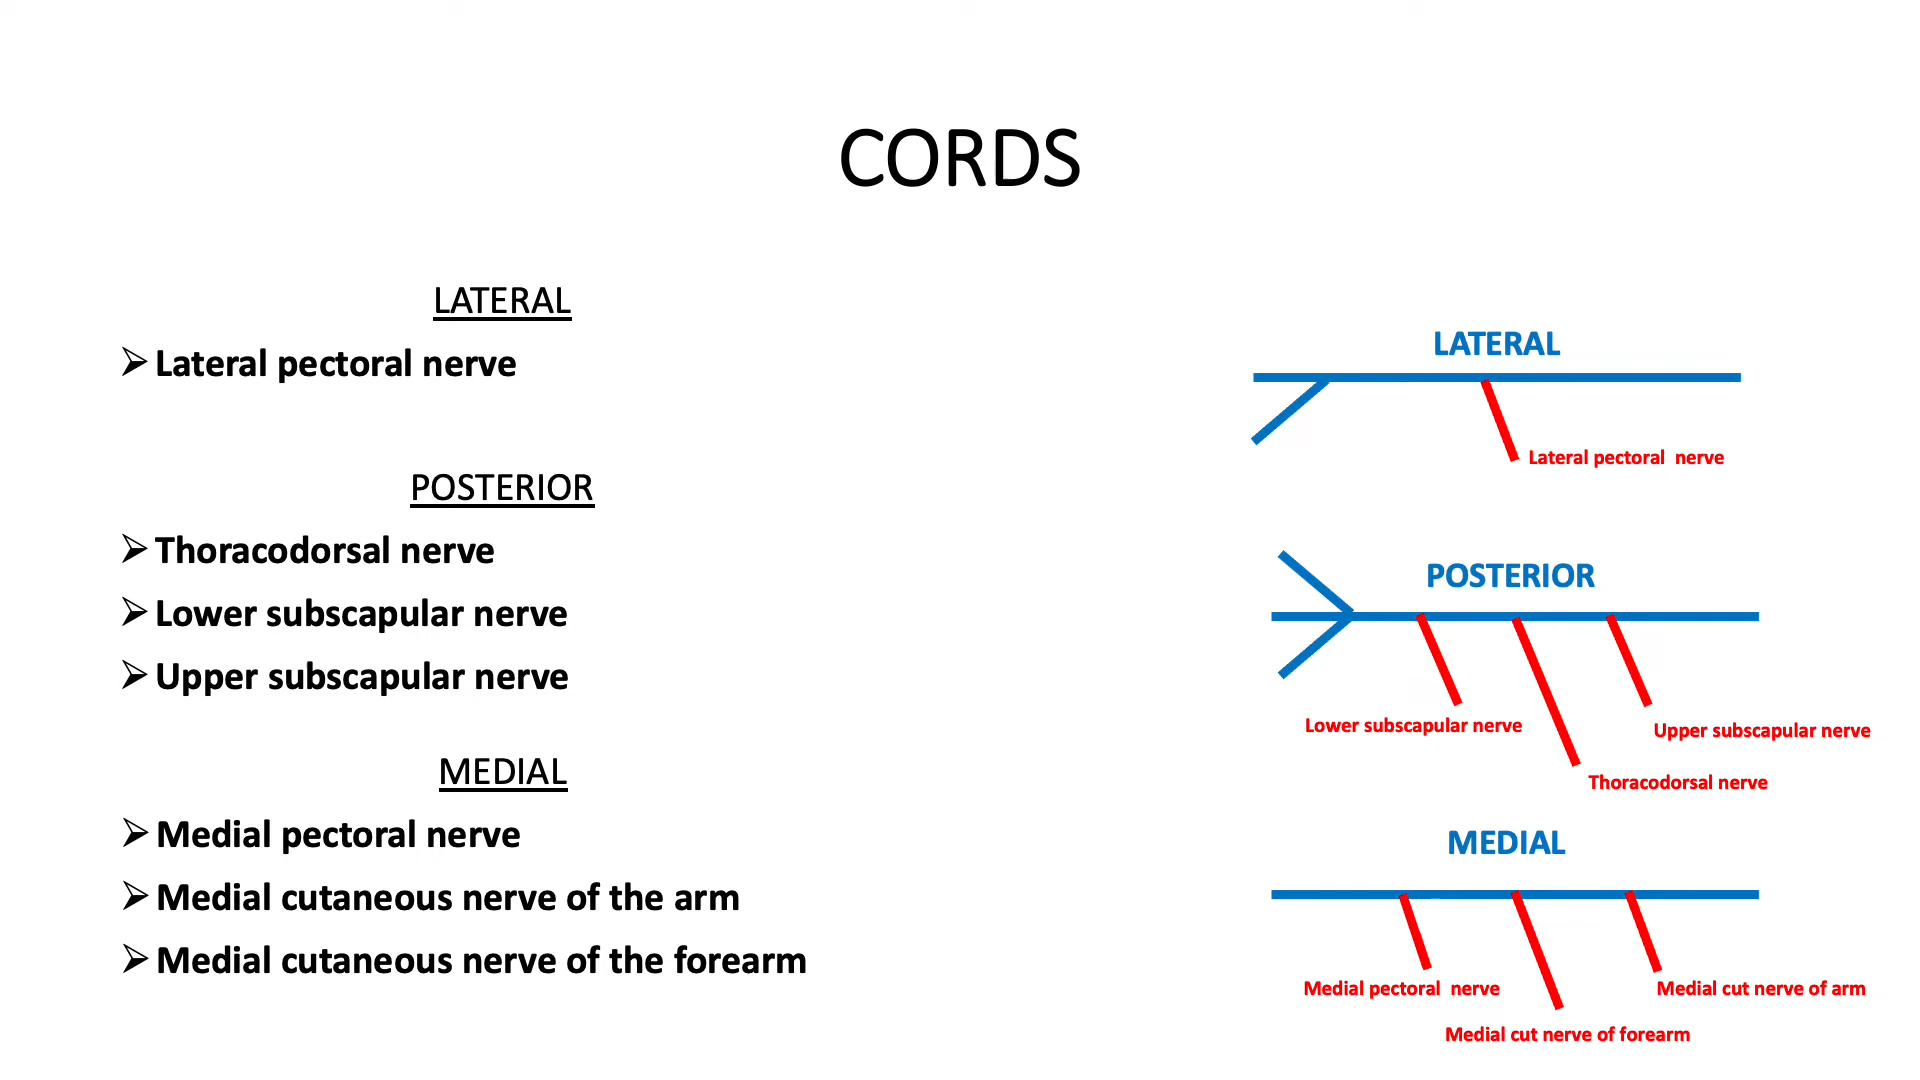 CORDS
LATERAL
Lateral pectoral nerve
POSTERIOR
Thoracodorsal nerve
Lower subscapular nerve
Upper subscapular nerve
MEDIAL
Medial pectoral nerve
Medial cutaneous nerve of the arm
Medial cutaneous nerve of the forearm
LATERAL
Lateral pectoral nerve
POSTERIOR
Lower subscapular nerve
Upper subscapular nerve
Thoracodorsal nerve
MEDIAL
Medial pectoral nerve
Medial cut nerve of arm
Medial cut nerve of forearm